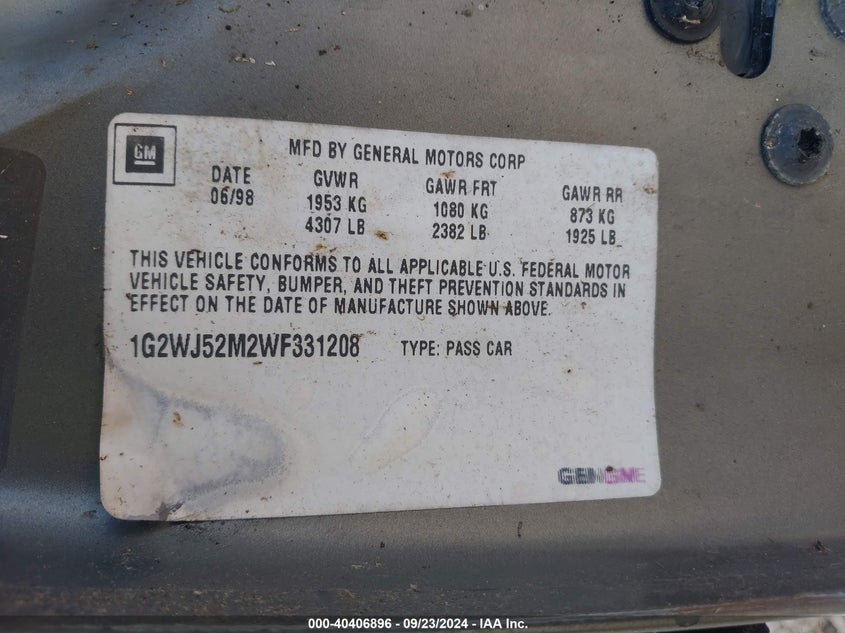 GM
MFD BY GENERAL MOTORS CORP
DATE GVWR GAWR FRT GAWR RR
06/98 1953 KG 1080 KG 873 KG
4307 LB 2382 LB 1925 LB
THIS VEHICLE CONFORMS TO ALL APPLICABLE U.S. FEDERAL MOTOR
VEHICLE SAFETY, BUMPER, AND THEFT PREVENTION STANDARDS IN
EFFECT ON THE DATE OF MANUFACTURE SHOWN ABOVE.
1G2WJ52M2WF331208 TYPE: PASS CAR
000-40406896 - 09/23/2024 - IAA Inc.